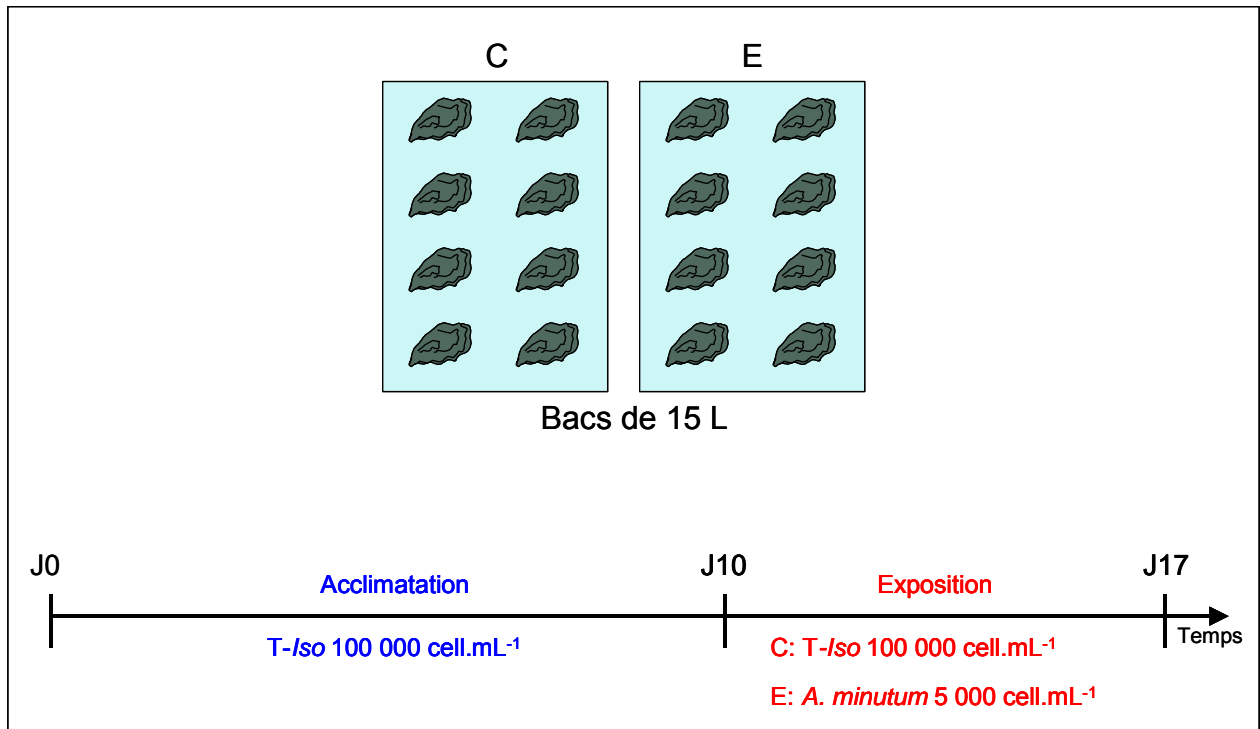 C E
Bacs de 15 L
J0 J10 J17
Acclimatation Exposition
Temps
T-Iso 100 000 cell.mL⁻¹ C: T-Iso 100 000 cell.mL⁻¹
E: A. minutum 5 000 cell.mL⁻¹